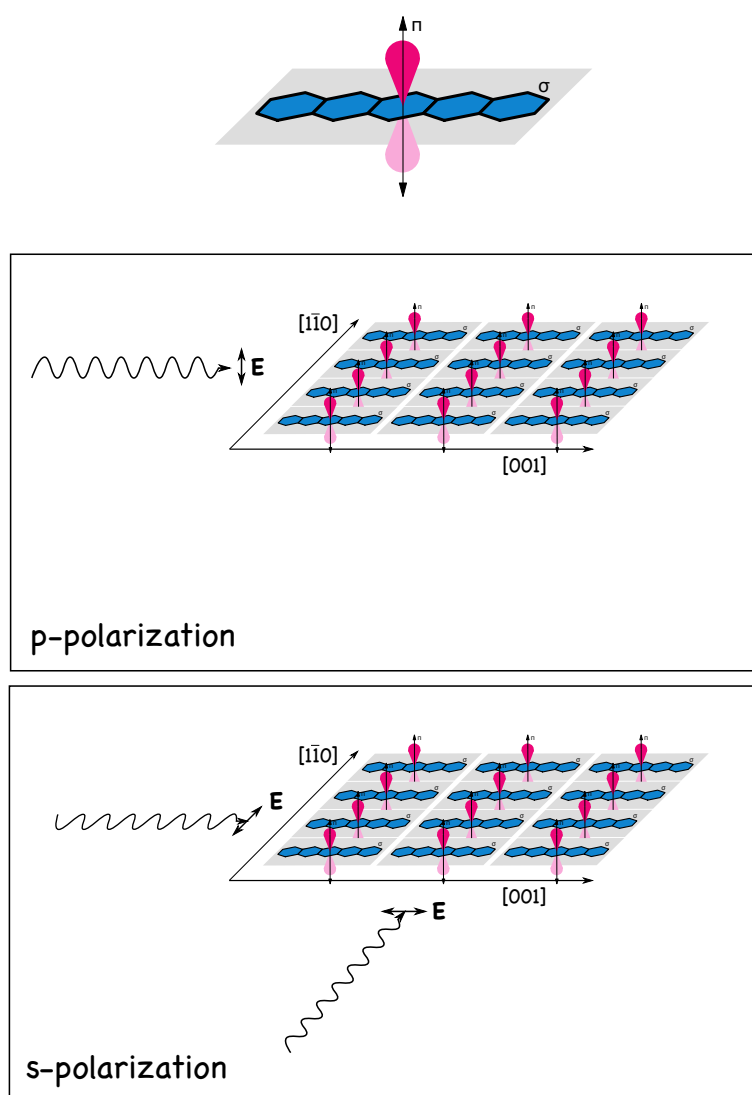 π
σ
π π π
[11̄0]
σ σ σ
π π π
σ σ σ
E
π π π
σ σ σ
π π π
σ σ σ
[001]
p-polarization
π π π
[11̄0]
σ σ σ
π π π
σ σ σ
E
π π π
σ σ σ
π π π
σ σ σ
[001]
E
s-polarization